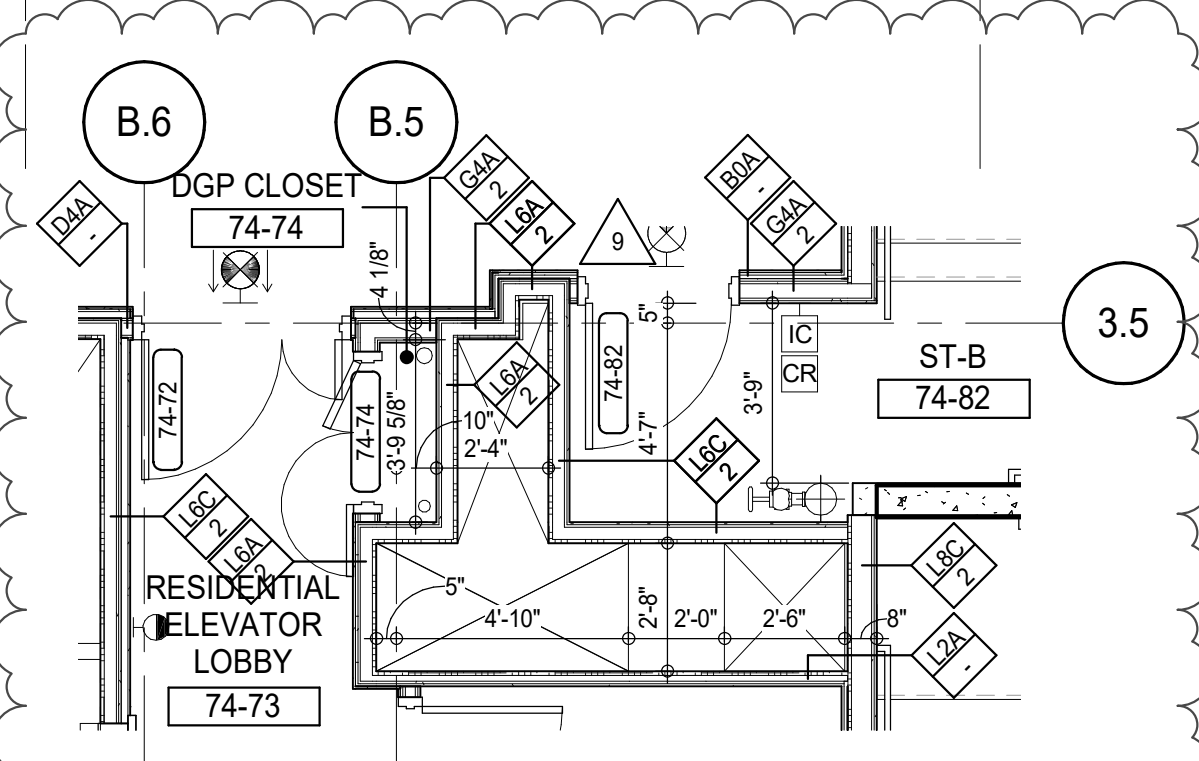 B.6
B.5
DGP CLOSET
74-74
D4A
-
G4A
2
L6A
2
B0A
-
G4A
2
9
4 1/8"
5"
3.5
IC
CR
ST-B
74-82
74-72
74-74
74-82
3'-9 5/8"
L6A
2
10"
2'-4"
4'-7"
3'-9"
L6C
2
L6C
2
L6A
2
RESIDENTIAL
ELEVATOR
LOBBY
74-73
5"
4'-10"
2'-8"
2'-0"
2'-6"
8"
L8C
2
L2A
-